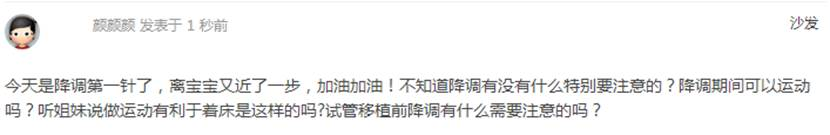 颜颜颜 发表于 1 秒前
沙发
今天是降调第一针了，离宝宝又近了一步，加油加油！不知道降调有没有什么特别要注意的？降调期间可以运动
吗？听姐妹说做运动有利于着床是这样的吗?试管移植前降调有什么需要注意的吗？